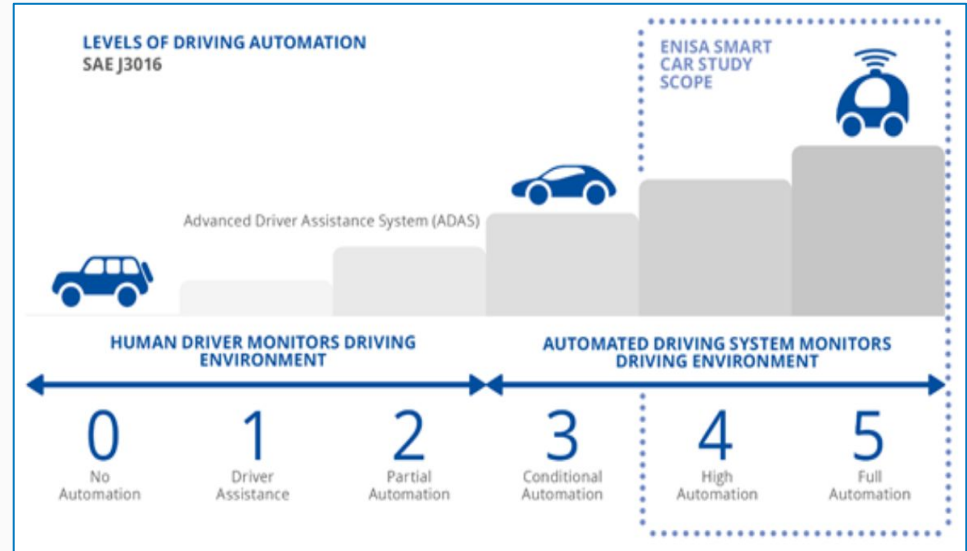 LEVELS OF DRIVING AUTOMATION
SAE J3016
ENISA SMART
CAR STUDY
SCOPE
Advanced Driver Assistance System (ADAS)
HUMAN DRIVER MONITORS DRIVING
ENVIRONMENT
AUTOMATED DRIVING SYSTEM MONITORS
DRIVING ENVIRONMENT
0
No
Automation
1
Driver
Assistance
2
Partial
Automation
3
Conditional
Automation
4
High
Automation
5
Full
Automation